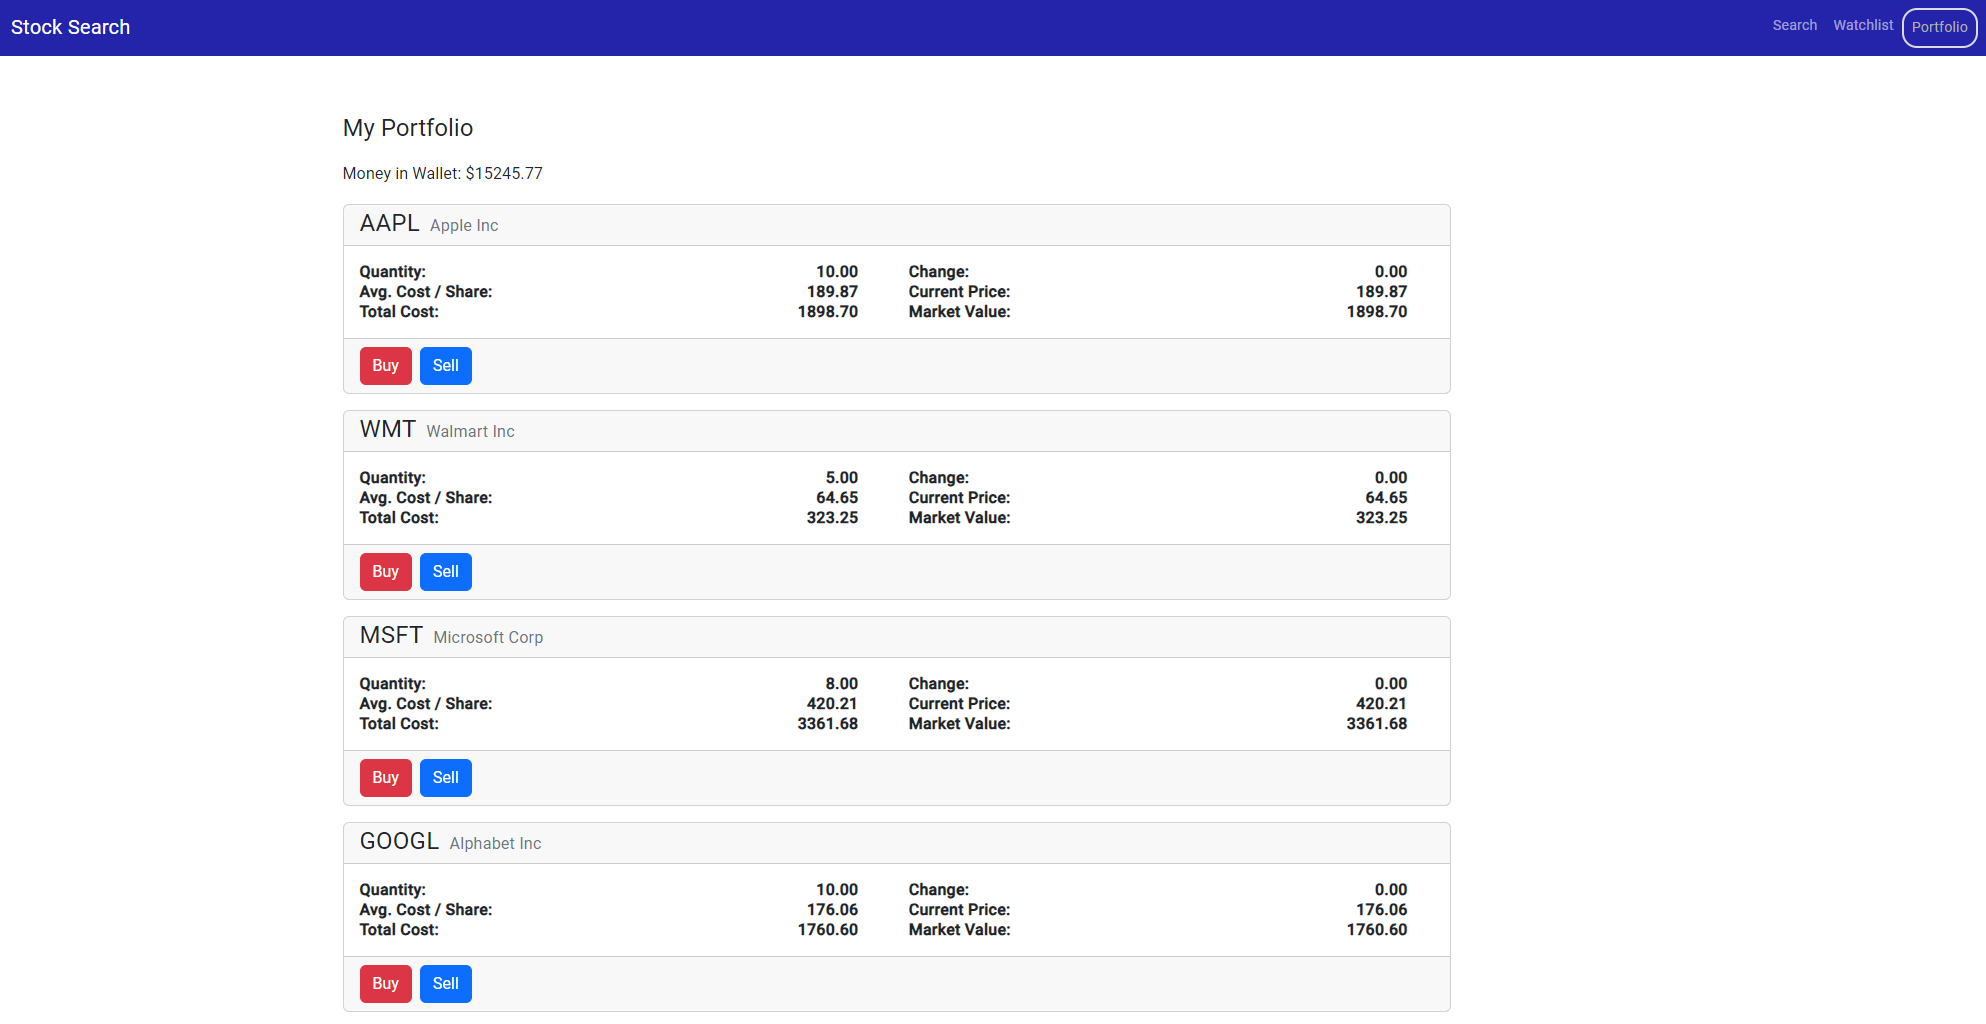 Stock Search Search Watchlist Portfolio
My Portfolio
Money in Wallet: $15245.77
AAPL Apple Inc
Quantity: 10.00 Change: 0.00
Avg. Cost / Share: 189.87 Current Price: 189.87
Total Cost: 1898.70 Market Value: 1898.70
Buy Sell
WMT Walmart Inc
Quantity: 5.00 Change: 0.00
Avg. Cost / Share: 64.65 Current Price: 64.65
Total Cost: 323.25 Market Value: 323.25
Buy Sell
MSFT Microsoft Corp
Quantity: 8.00 Change: 0.00
Avg. Cost / Share: 420.21 Current Price: 420.21
Total Cost: 3361.68 Market Value: 3361.68
Buy Sell
GOOGL Alphabet Inc
Quantity: 10.00 Change: 0.00
Avg. Cost / Share: 176.06 Current Price: 176.06
Total Cost: 1760.60 Market Value: 1760.60
Buy Sell